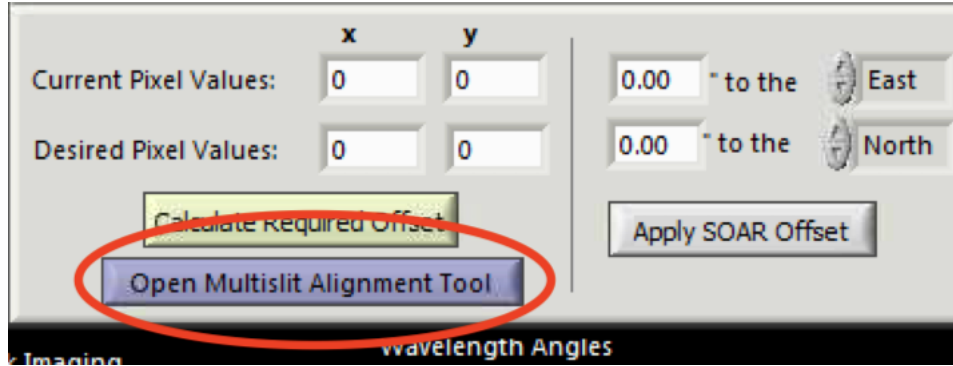 x y
Current Pixel Values: 0 0 0.00 " to the East
Desired Pixel Values: 0 0 0.00 " to the North
Calculate Required Offset
Apply SOAR Offset
Open Multislit Alignment Tool
Wavelength Angles
Imaging